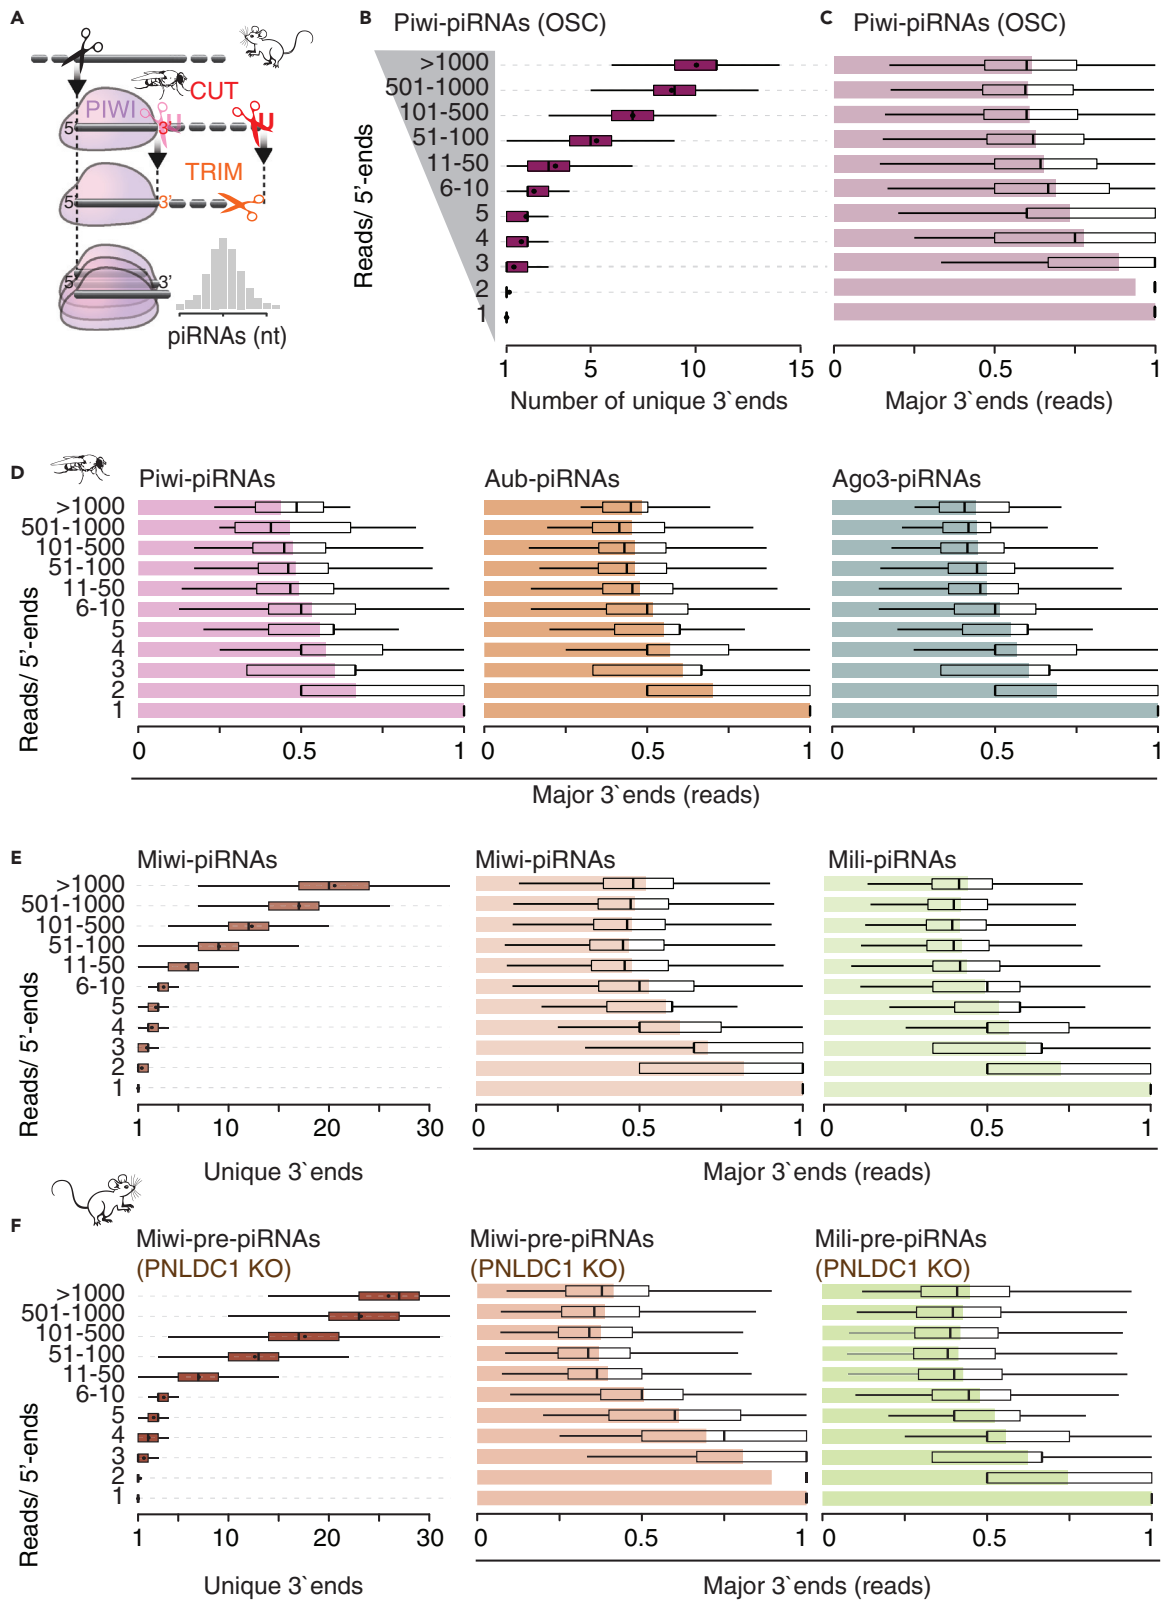 A
CUT
PIWI
5'
3'
U
U
TRIM
5'
3'
5'
3'
piRNAs (nt)
B
Piwi-piRNAs (OSC)
Reads/ 5'-ends
>1000
501-1000
101-500
51-100
11-50
6-10
5
4
3
2
1
1 5 10 15
Number of unique 3`ends
C
Piwi-piRNAs (OSC)
0 0.5 1
Major 3`ends (reads)
D
Piwi-piRNAs
Aub-piRNAs
Ago3-piRNAs
Reads/ 5'-ends
>1000
501-1000
101-500
51-100
11-50
6-10
5
4
3
2
1
0 0.5 1
0 0.5 1
0 0.5 1
Major 3`ends (reads)
E
Miwi-piRNAs
Miwi-piRNAs
Mili-piRNAs
Reads/ 5'-ends
>1000
501-1000
101-500
51-100
11-50
6-10
5
4
3
2
1
1 10 20 30
0 0.5 1
0 0.5 1
Unique 3`ends
Major 3`ends (reads)
F
Miwi-pre-piRNAs
(PNLDC1 KO)
Miwi-pre-piRNAs
(PNLDC1 KO)
Mili-pre-piRNAs
(PNLDC1 KO)
Reads/ 5'-ends
>1000
501-1000
101-500
51-100
11-50
6-10
5
4
3
2
1
1 10 20 30
0 0.5 1
0 0.5 1
Unique 3`ends
Major 3`ends (reads)